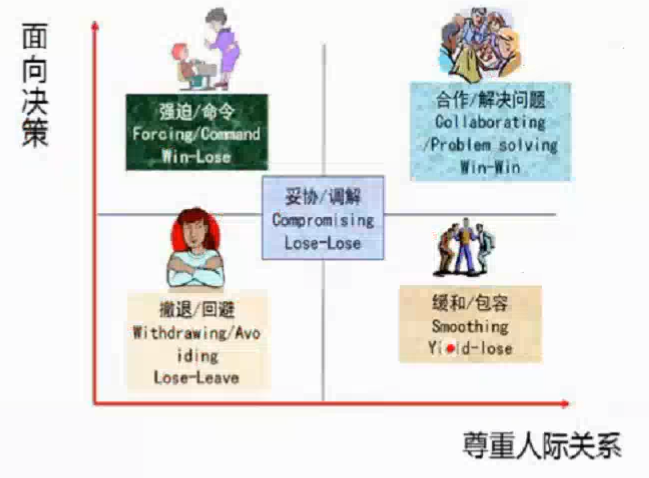 面向决策
强迫/命令
Forcing/Command
Win-Lose
合作/解决问题
Collaborating
/Problem solving
Win-Win
妥协/调解
Compromising
Lose-Lose
撤退/回避
Withdrawing/Avo
iding
Lose-Leave
缓和/包容
Smoothing
Yield-lose
尊重人际关系